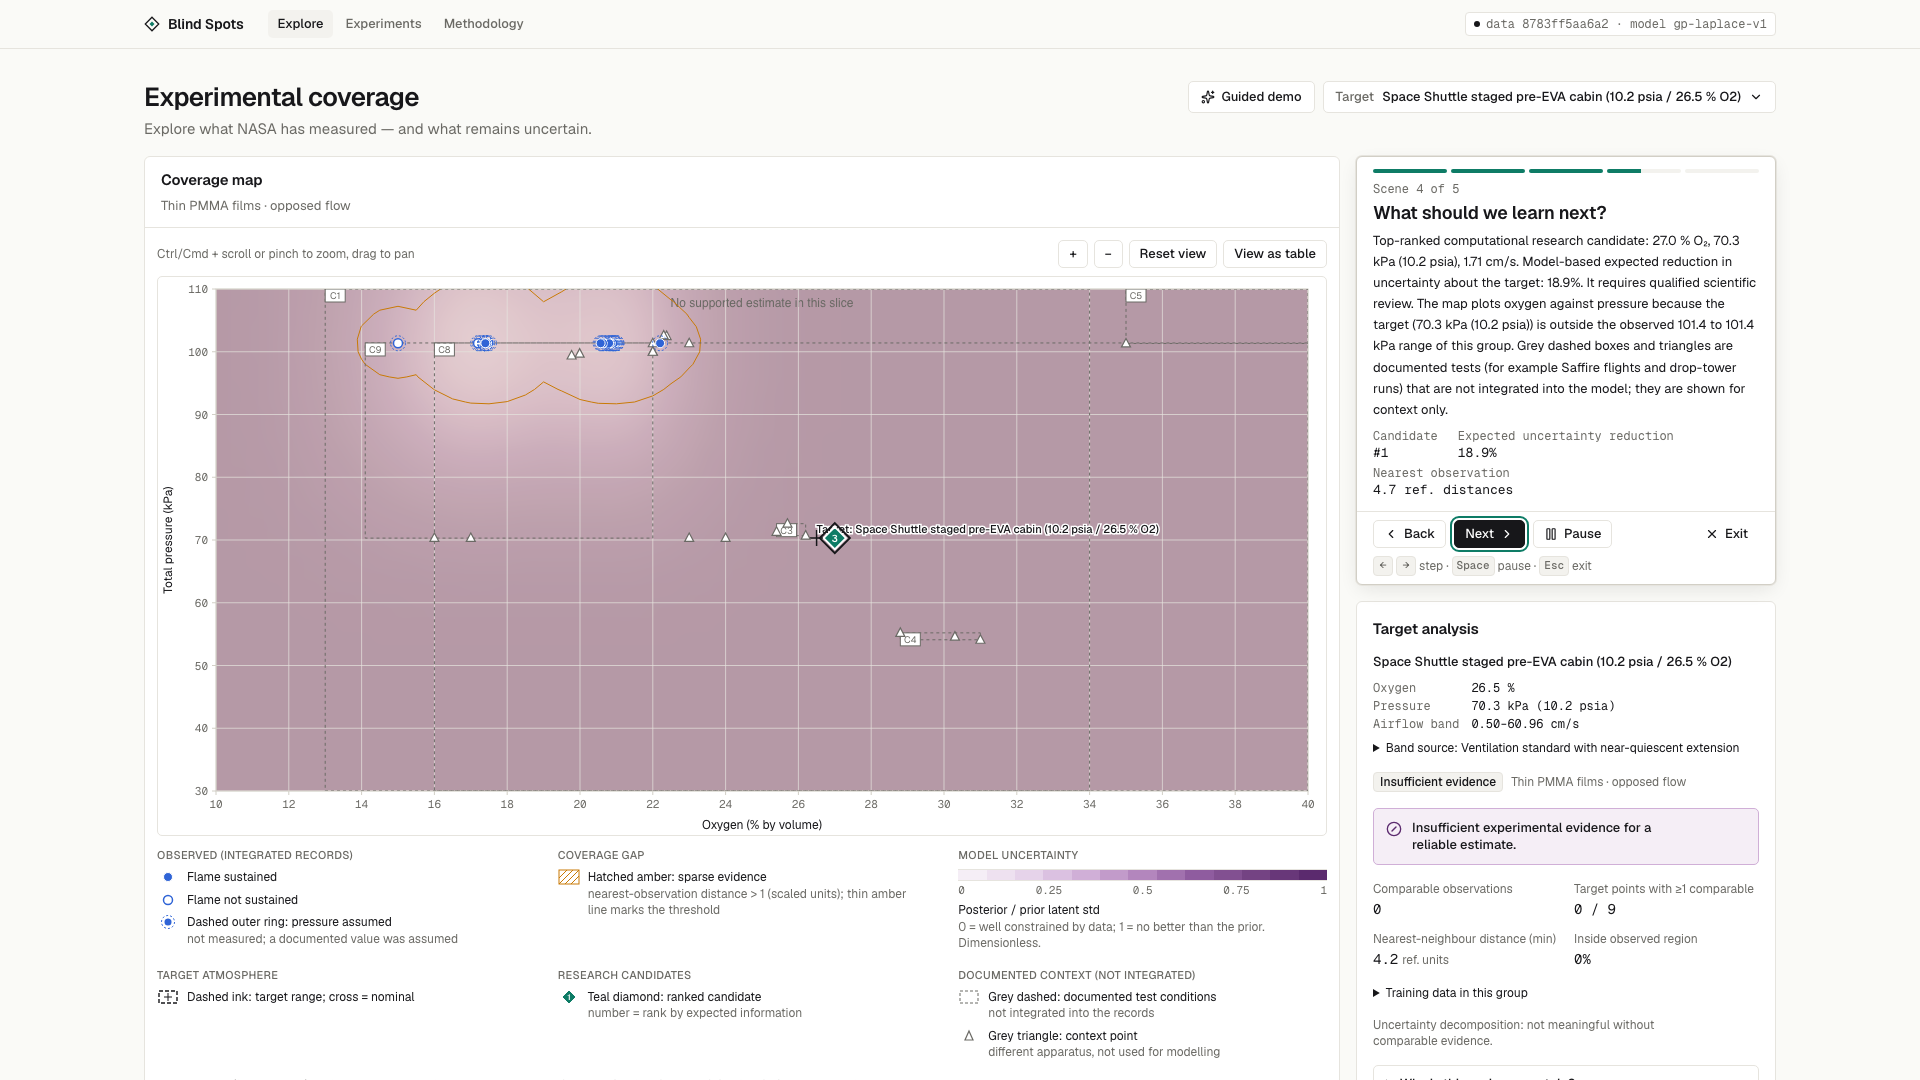 Blind Spots
Explore
Experiments
Methodology
data 8783ff5aa6a2 · model gp-laplace-v1
Experimental coverage
Explore what NASA has measured — and what remains uncertain.
Guided demo
Target Space Shuttle staged pre-EVA cabin (10.2 psia / 26.5 % O2)
Coverage map
Thin PMMA films · opposed flow
Ctrl/Cmd + scroll or pinch to zoom, drag to pan
+
−
Reset view
View as table
110
100
90
80
70
60
50
40
30
Total pressure (kPa)
C1
C5
No supported estimate in this slice
C9
C8
C3
Target: Space Shuttle staged pre-EVA cabin (10.2 psia / 26.5 % O2)
3
C4
10
12
14
16
18
20
22
24
26
28
30
32
34
36
38
40
Oxygen (% by volume)
OBSERVED (INTEGRATED RECORDS)
Flame sustained
Flame not sustained
Dashed outer ring: pressure assumed
not measured; a documented value was assumed
COVERAGE GAP
Hatched amber: sparse evidence
nearest-observation distance > 1 (scaled units); thin amber
line marks the threshold
MODEL UNCERTAINTY
0
0.25
0.5
0.75
1
Posterior / prior latent std
0 = well constrained by data; 1 = no better than the prior.
Dimensionless.
TARGET ATMOSPHERE
Dashed ink: target range; cross = nominal
RESEARCH CANDIDATES
Teal diamond: ranked candidate
number = rank by expected information
DOCUMENTED CONTEXT (NOT INTEGRATED)
Grey dashed: documented test conditions
not integrated into the records
Grey triangle: context point
different apparatus, not used for modelling
Scene 4 of 5
What should we learn next?
Top-ranked computational research candidate: 27.0 % O₂, 70.3
kPa (10.2 psia), 1.71 cm/s. Model-based expected reduction in
uncertainty about the target: 18.9%. It requires qualified scientific
review. The map plots oxygen against pressure because the
target (70.3 kPa (10.2 psia)) is outside the observed 101.4 to 101.4
kPa range of this group. Grey dashed boxes and triangles are
documented tests (for example Saffire flights and drop-tower
runs) that are not integrated into the model; they are shown for
context only.
Candidate
#1
Expected uncertainty reduction
18.9%
Nearest observation
4.7 ref. distances
Back
Next
Pause
Exit
← → step · Space pause · Esc exit
Target analysis
Space Shuttle staged pre-EVA cabin (10.2 psia / 26.5 % O2)
Oxygen 26.5 %
Pressure 70.3 kPa (10.2 psia)
Airflow band 0.50–60.96 cm/s
Band source: Ventilation standard with near-quiescent extension
Insufficient evidence
Thin PMMA films · opposed flow
Insufficient experimental evidence for a
reliable estimate.
Comparable observations
0
Target points with ≥1 comparable
0 / 9
Nearest-neighbour distance (min)
4.2 ref. units
Inside observed region
0%
Training data in this group
Uncertainty decomposition: not meaningful without
comparable evidence.